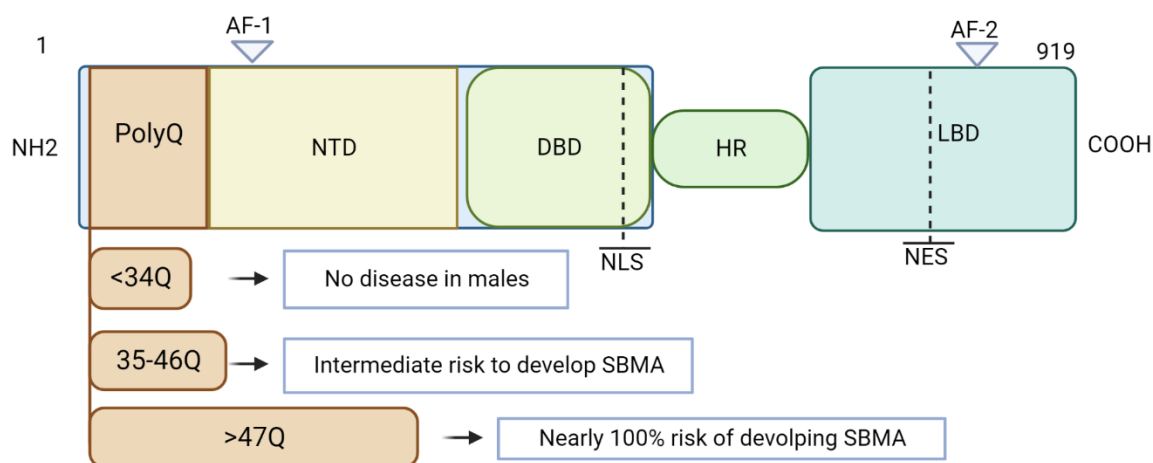 AF-1
AF-2
1
919
NH2
PolyQ
NTD
DBD
HR
LBD
COOH
NLS
NES
<34Q
No disease in males
35-46Q
Intermediate risk to develop SBMA
>47Q
Nearly 100% risk of devolping SBMA